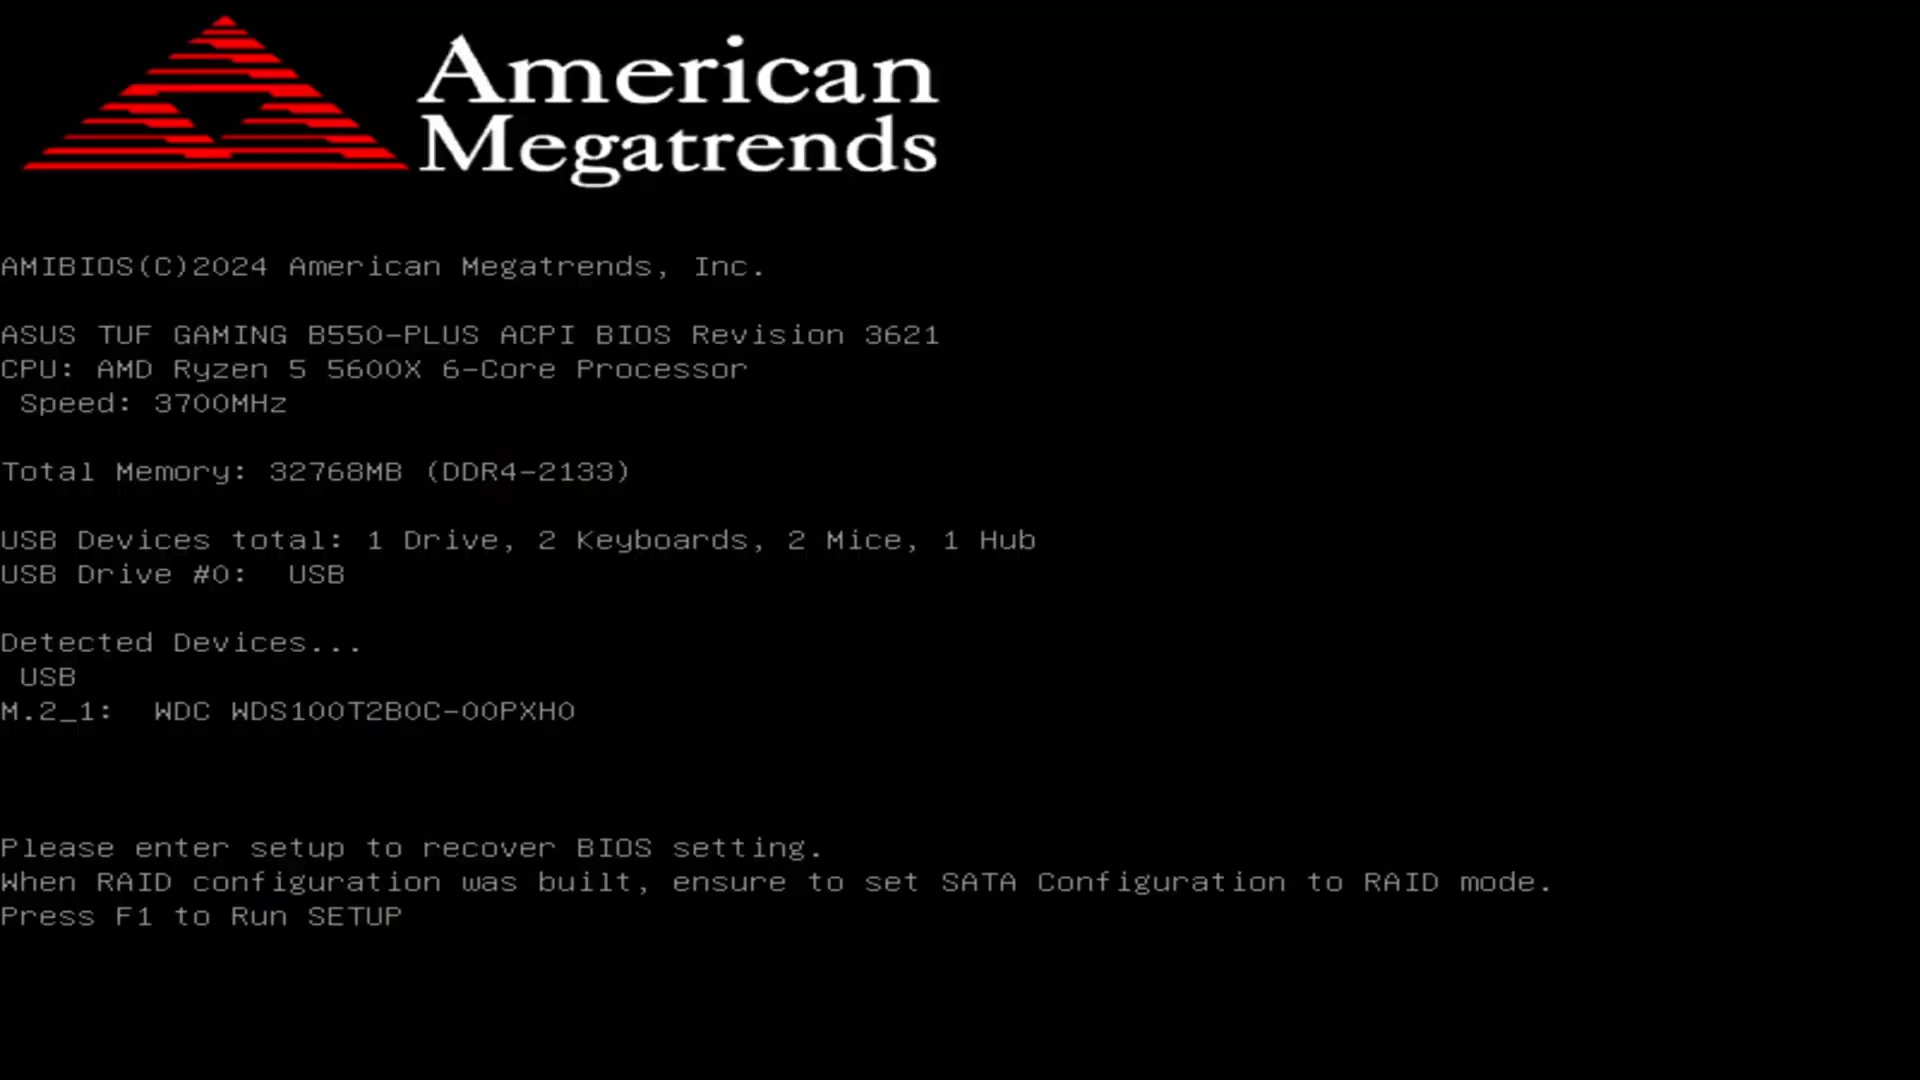 American
Megatrends
AMIBIOS(C)2024 American Megatrends, Inc.
ASUS TUF GAMING B550-PLUS ACPI BIOS Revision 3621
CPU: AMD Ryzen 5 5600X 6-Core Processor
Speed: 3700MHz
Total Memory: 32768MB (DDR4-2133)
USB Devices total: 1 Drive, 2 Keyboards, 2 Mice, 1 Hub
USB Drive #0: USB
Detected Devices...
USB
M.2_1: WDC WDS100T2B0C-00PXH0
Please enter setup to recover BIOS setting.
When RAID configuration was built, ensure to set SATA Configuration to RAID mode.
Press F1 to Run SETUP